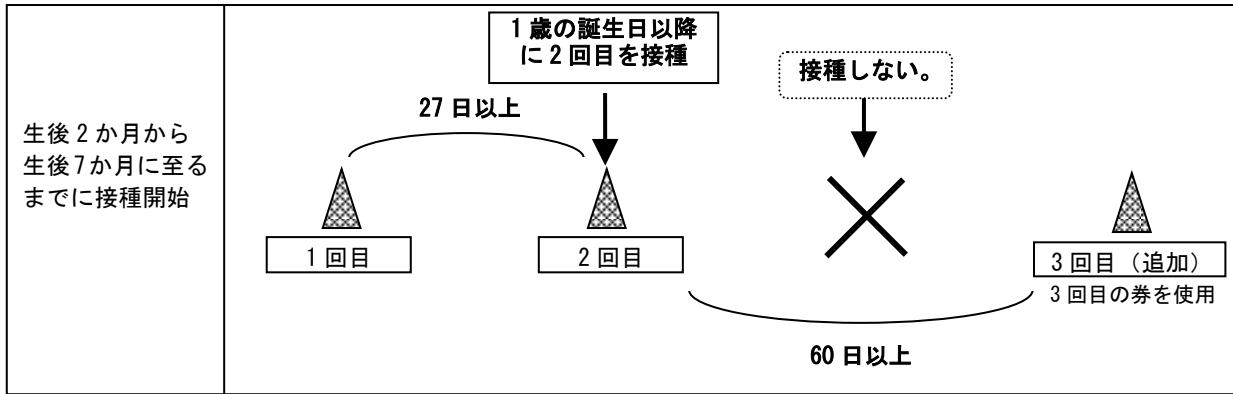 1歳の誕生日以降
に2回目を接種
接種しない。
27日以上
生後2か月から
生後7か月に至る
までに接種開始
1回目
2回目
3回目（追加）
3回目の券を使用
60日以上